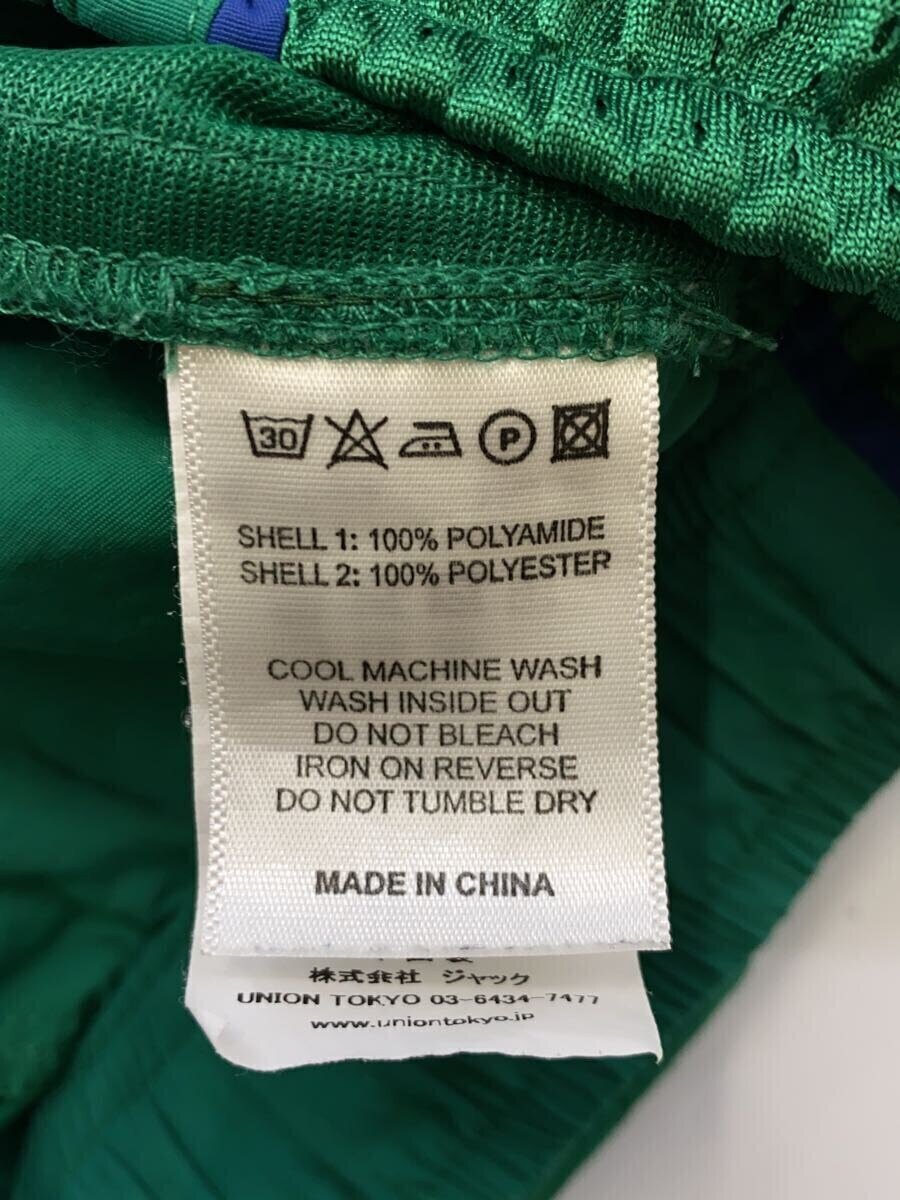 30
P
SHELL 1: 100% POLYAMIDE
SHELL 2: 100% POLYESTER
COOL MACHINE WASH
WASH INSIDE OUT
DO NOT BLEACH
IRON ON REVERSE
DO NOT TUMBLE DRY
MADE IN CHINA
株式会社 ジャック
UNION TOKYO 03-6434-7477
www.uniontokyo.jp